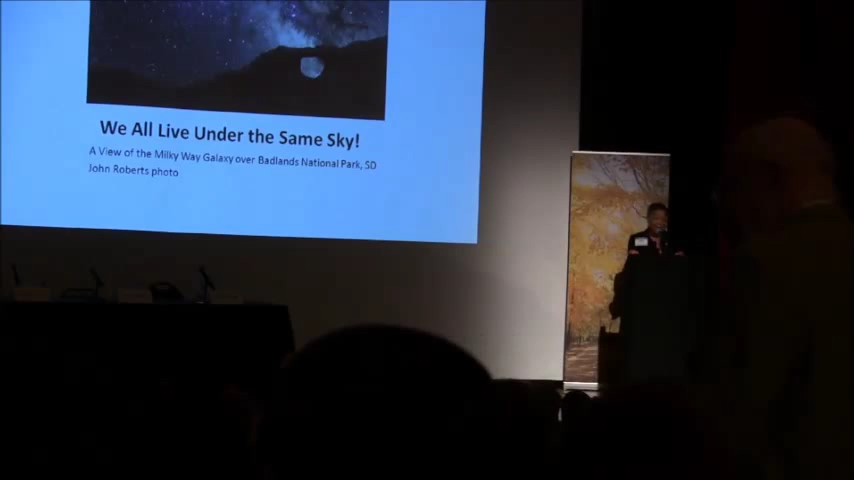 We All Live Under the Same Sky!
A View of the Milky Way Galaxy over Badlands National Park, SD
John Roberts photo